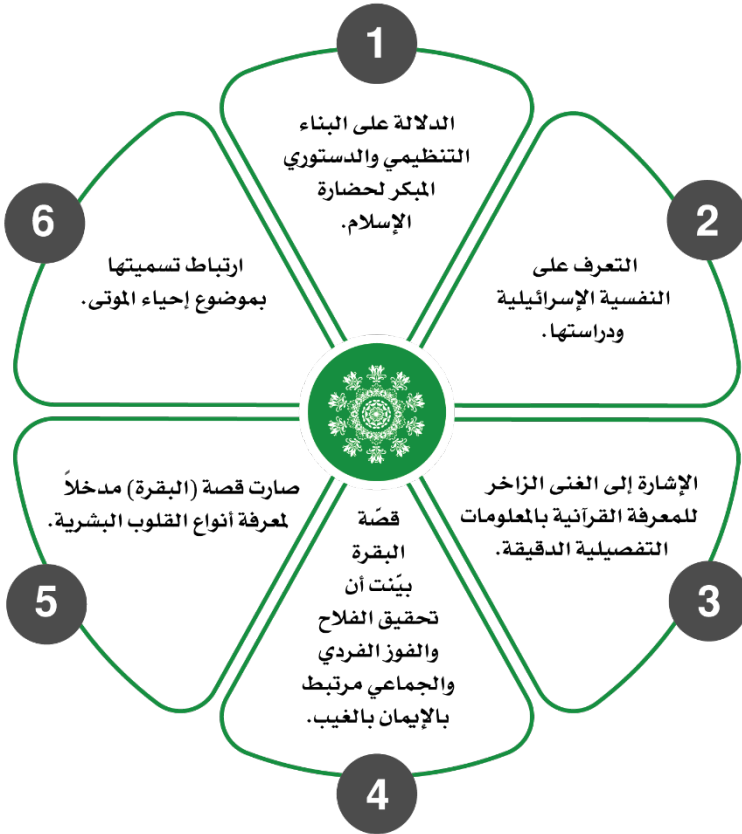 1
الدلالة على البناء
التنظيمي والدستوري
المبكر لحضارة
الإسلام.
2
التعرف على
النفسية الإسرائيلية
ودراستها.
3
الإشارة إلى الغنى الزاخر
للمعرفة القرآنية بالمعلومات
التفصيلية الدقيقة.
4
قصّة
البقرة
بيّنت أن
تحقيق الفلاح
والفوز الفردي
والجماعي مرتبط
بالإيمان بالغيب.
5
صارت قصة (البقرة) مدخلاً
لمعرفة أنواع القلوب البشرية.
6
ارتباط تسميتها
بموضوع إحياء الموتى.